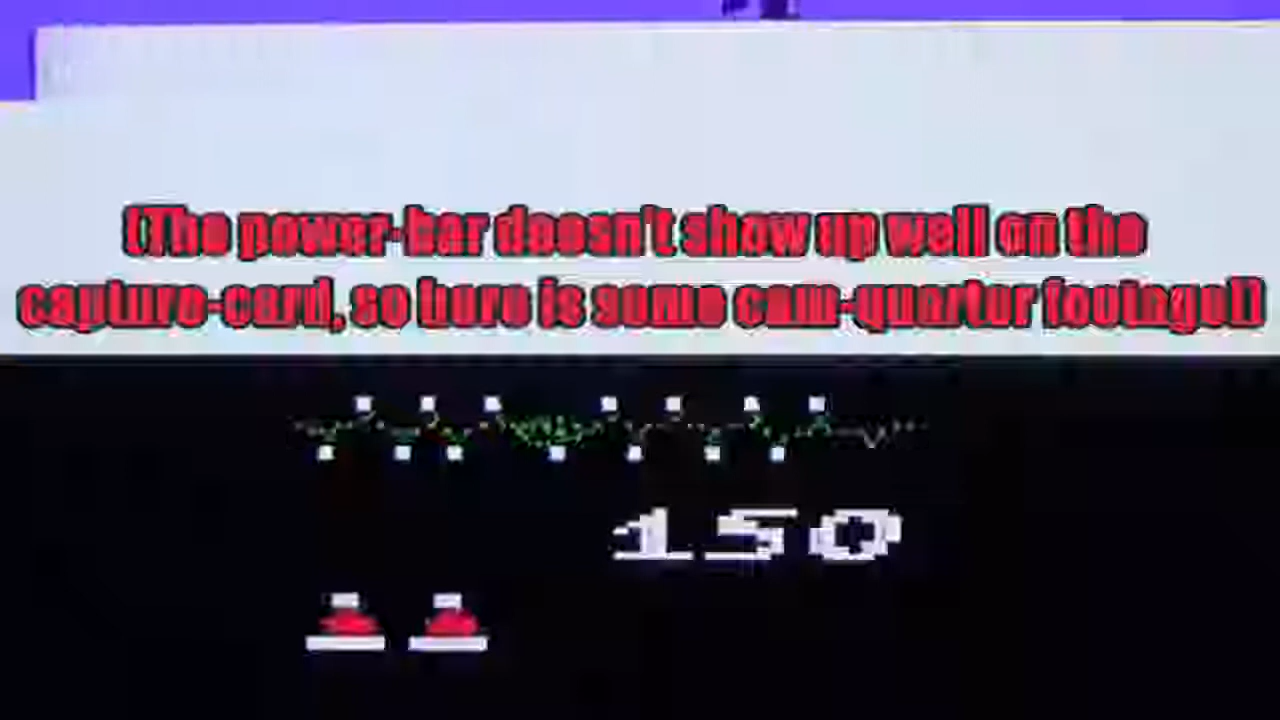 (The power-bar doesn't show up well on the
capture-card, so here is some cam-quarter footage!)
150